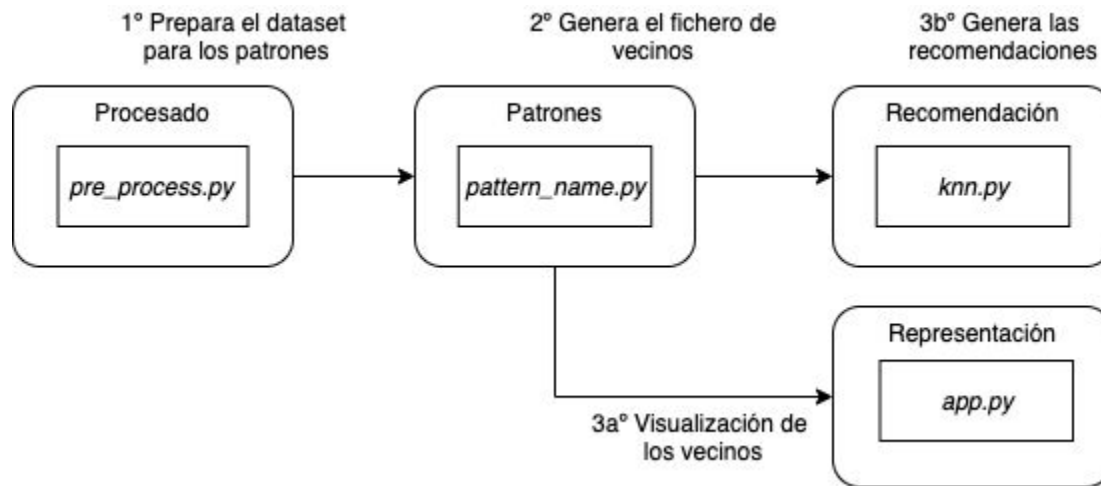 1º Prepara el dataset
para los patrones
2º Genera el fichero de
vecinos
3bº Genera las
recomendaciones
Procesado
pre_process.py
Patrones
pattern_name.py
Recomendación
knn.py
Representación
app.py
3aº Visualización de
los vecinos